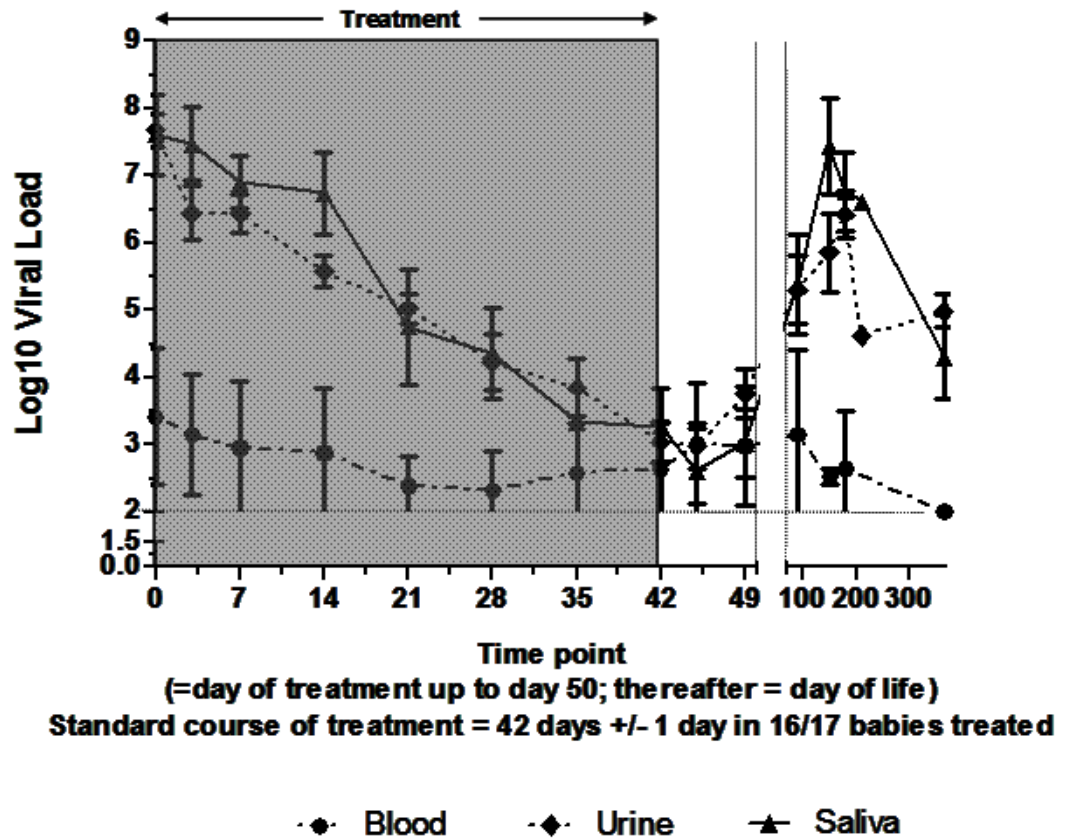 Treatment
9
8
7
6
5
4
3
2
1.5
0.0
Log10 Viral Load
0 7 14 21 28 35 42 49 100 200 300
Time point
(=day of treatment up to day 50; thereafter = day of life)
Standard course of treatment = 42 days +/- 1 day in 16/17 babies treated
Blood Urine Saliva